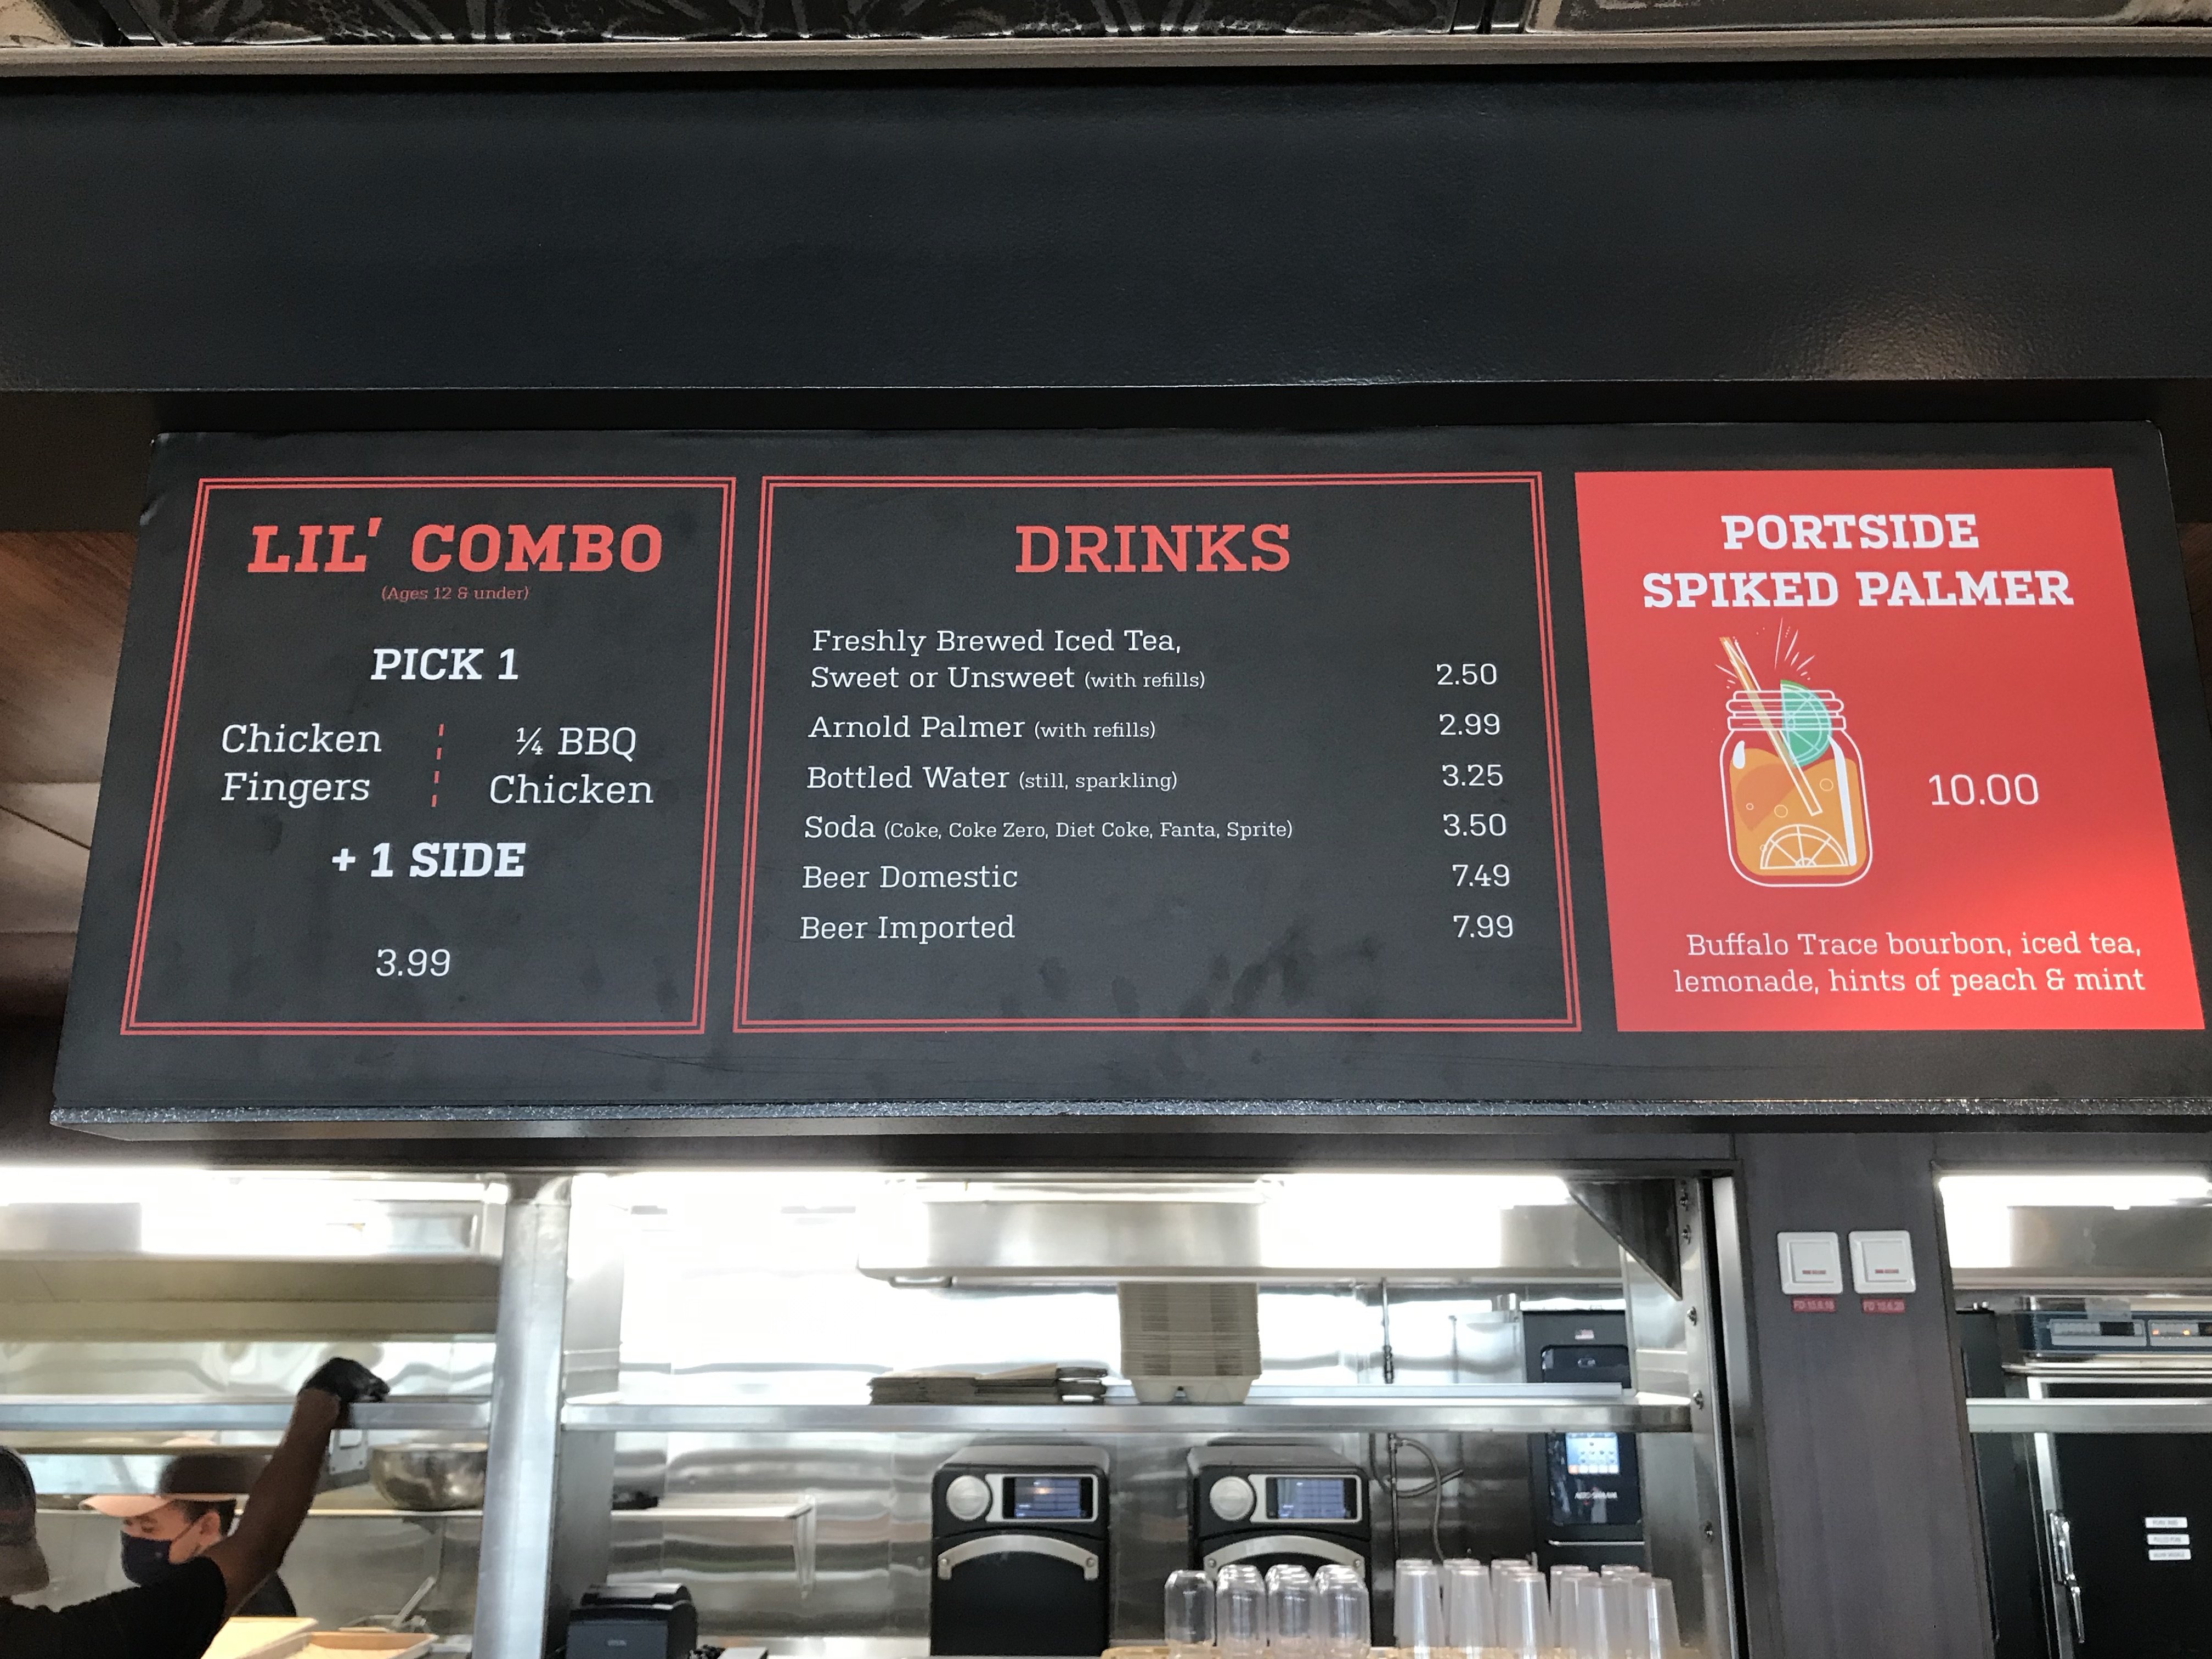 LIL' COMBO
(Ages 12 & under)
PICK 1
Chicken
Fingers
¼ BBQ
Chicken
+ 1 SIDE
3.99
DRINKS
Freshly Brewed Iced Tea,
Sweet or Unsweet (with refills) 2.50
Arnold Palmer (with refills) 2.99
Bottled Water (still, sparkling) 3.25
Soda (Coke, Coke Zero, Diet Coke, Fanta, Sprite) 3.50
Beer Domestic 7.49
Beer Imported 7.99
PORTSIDE
SPIKED PALMER
10.00
Buffalo Trace bourbon, iced tea,
lemonade, hints of peach & mint